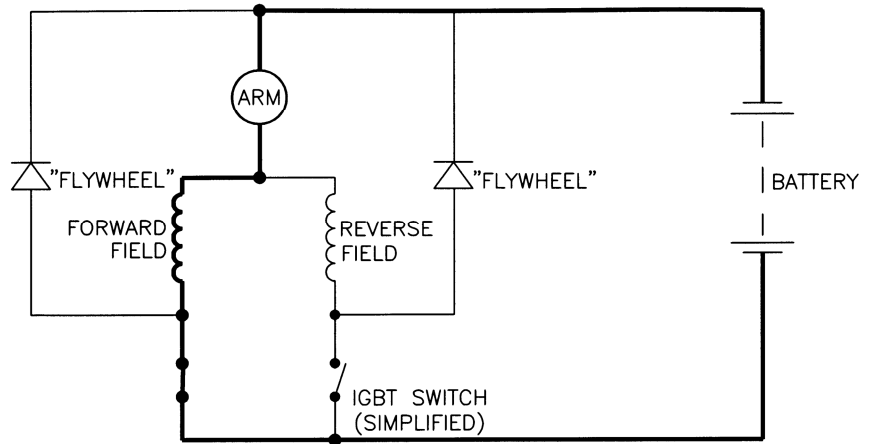 ARM
"FLYWHEEL"
"FLYWHEEL"
BATTERY
FORWARD
FIELD
REVERSE
FIELD
IGBT SWITCH
(SIMPLIFIED)